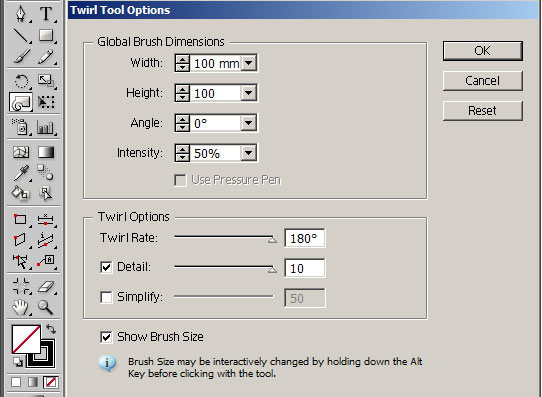 Twirl Tool Options
Global Brush Dimensions
Width: 100 mm
Height: 100
Angle: 0°
Intensity: 50%
Use Pressure Pen
OK
Cancel
Reset
Twirl Options
Twirl Rate: 180°
Detail: 10
Simplify: 50
Show Brush Size
Brush Size may be interactively changed by holding down the Alt
Key before clicking with the tool.